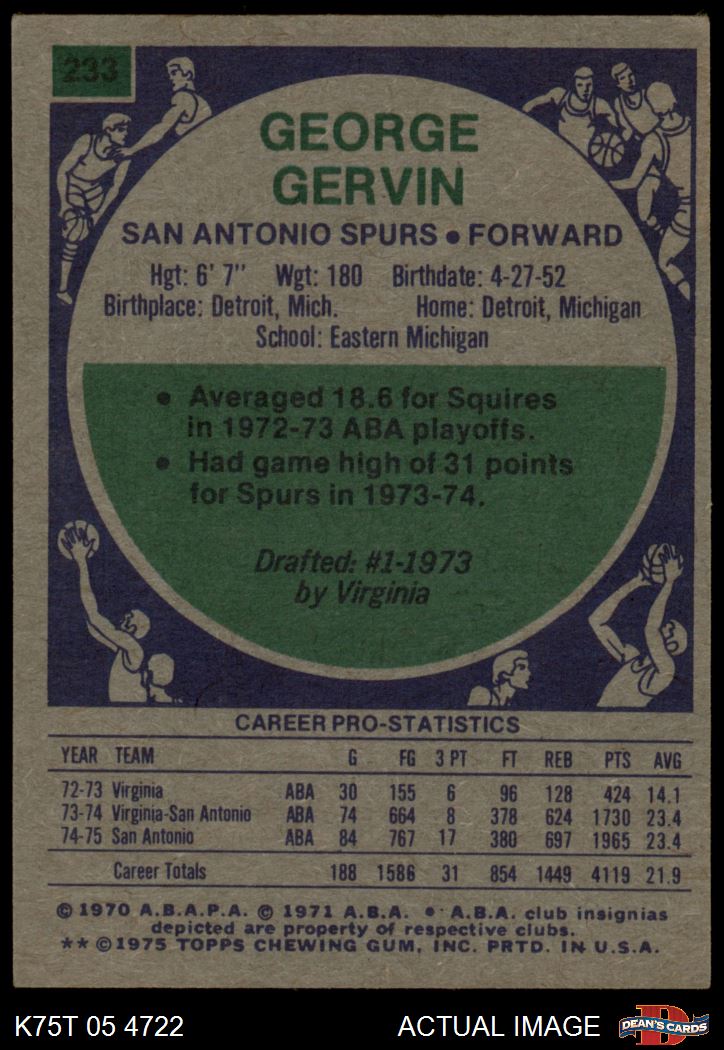 233
GEORGE
GERVIN
SAN ANTONIO SPURS • FORWARD
Hgt: 6' 7" Wgt: 180 Birthdate: 4-27-52
Birthplace: Detroit, Mich. Home: Detroit, Michigan
School: Eastern Michigan
• Averaged 18.6 for Squires
in 1972-73 ABA playoffs.
• Had game high of 31 points
for Spurs in 1973-74.
Drafted: #1-1973
by Virginia
CAREER PRO-STATISTICS
YEAR TEAM G FG 3 PT FT REB PTS AVG
72-73 Virginia ABA 30 155 6 96 128 424 14.1
73-74 Virginia-San Antonio ABA 74 664 8 378 624 1730 23.4
74-75 San Antonio ABA 84 767 17 380 697 1965 23.4
Career Totals 188 1586 31 854 1449 4119 21.9
© 1970 A.B.A.P.A. © 1971 A.B.A. • A.B.A. club insignias
depicted are property of respective clubs.
** © 1975 TOPPS CHEWING GUM, INC. PRTD. IN U.S.A.
K75T 05 4722 ACTUAL IMAGE D DEAN'S CARDS